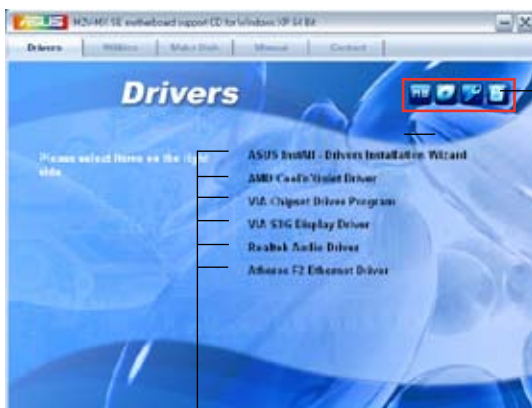 ASUS M2V-MX SE motherboard support CD for Windows XP 64 Bit
Drivers Utilities Make Disk Manual Contact
Drivers
Please select items on the right side.
ASUS InstAll - Drivers Installation Wizard
AMD Cool'n'Quiet Driver
VIA Chipset Driver Program
VIA S3G Display Driver
Realtek Audio Driver
Atheros F2 Ethernet Driver